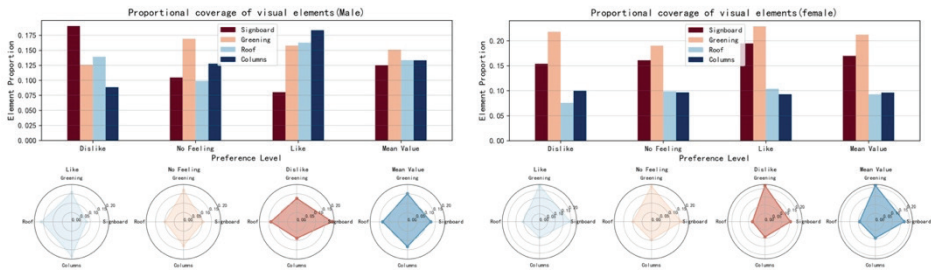 Proportional coverage of visual elements(Male)
Signboard
Greening
Roof
Columns
Element Proportion
0.175
0.150
0.125
0.100
0.075
0.050
0.025
0.000
Dislike
No Feeling
Like
Mean Value
Preference Level
Like
Greening
Roof
Signboard
Columns
No Feeling
Greening
Roof
Signboard
Columns
Dislike
Greening
Roof
Signboard
Columns
Mean Value
Greening
Roof
Signboard
Columns
Proportional coverage of visual elements(female)
Signboard
Greening
Roof
Columns
Element Proportion
0.20
0.15
0.10
0.05
0.00
Dislike
No Feeling
Like
Mean Value
Preference Level
Like
Greening
Roof
Signboard
Columns
No Feeling
Greening
Roof
Signboard
Columns
Dislike
Greening
Roof
Signboard
Columns
Mean Value
Greening
Roof
Signboard
Columns